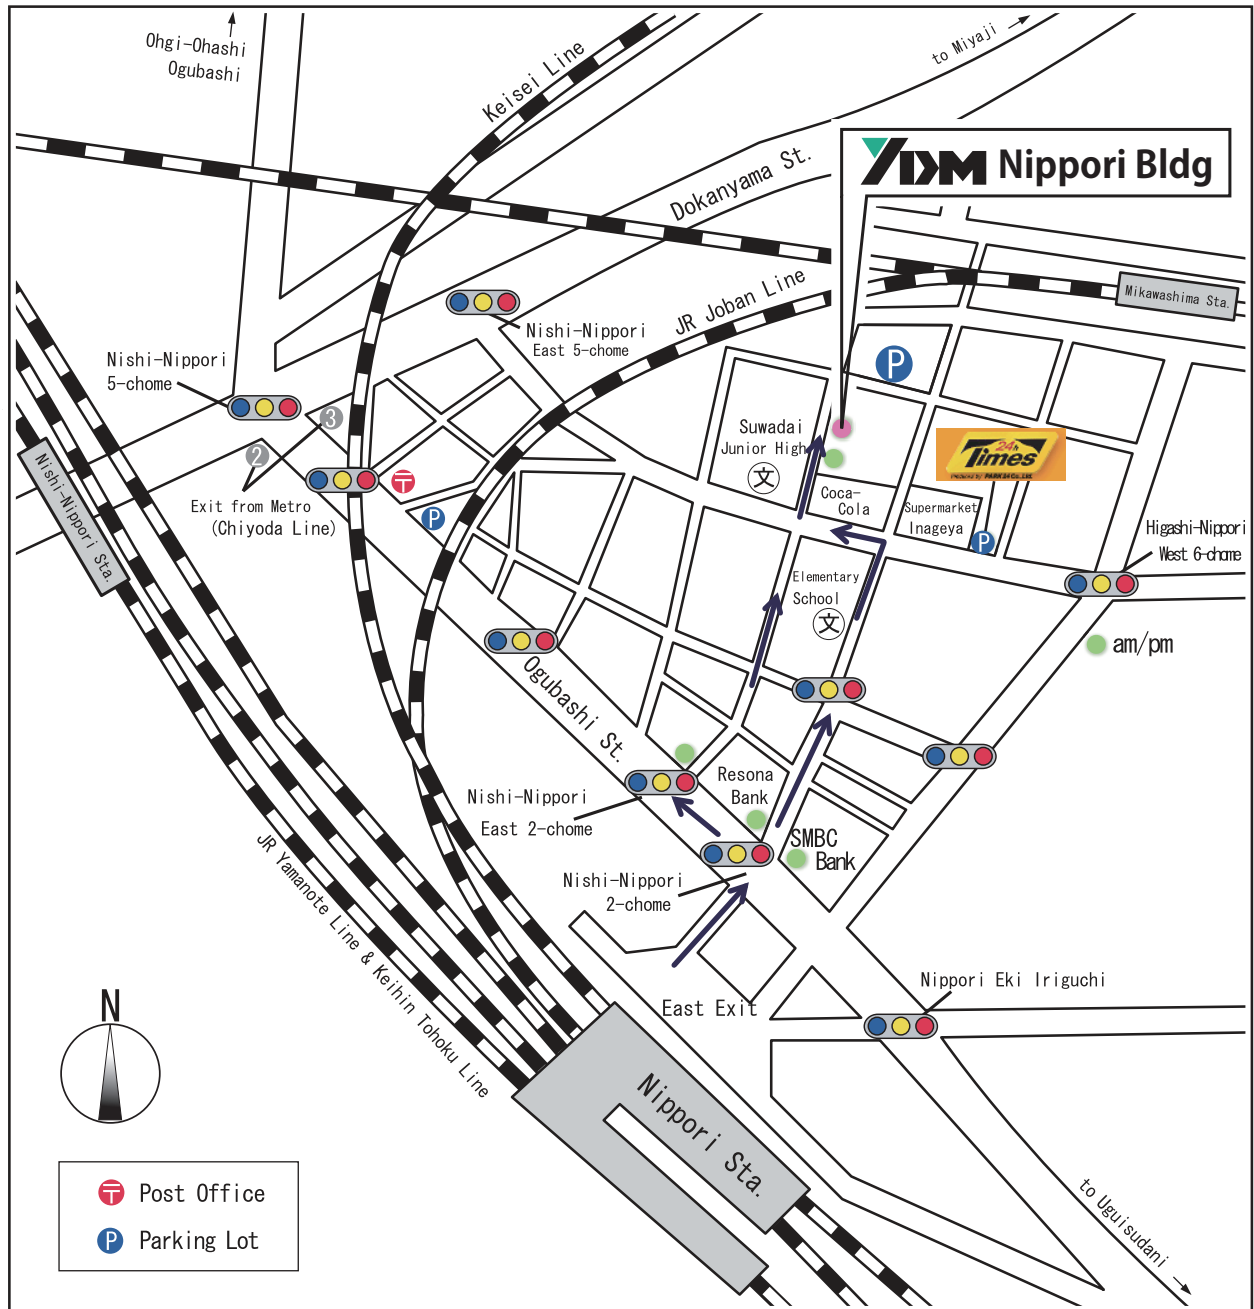 Ohgi-Ohashi
Ogubashi
Keisei Line
to Miyaji
YDM Nippori Bldg
Dokanyama St.
JR Joban Line
Mikawashima Sta.
Nishi-Nippori
East 5-chome
Nishi-Nippori
5-chome
3
2
Exit from Metro
(Chiyoda Line)
〒
P
P
Suwadai
Junior High
文
24h
Times
Coca-
Cola
Supermarket
Inageya
P
Higashi-Nippori
West 6-chome
Nishi-Nippori Sta.
Elementary
School
文
am/pm
Ogubashi St.
Resona
Bank
Nishi-Nippori
East 2-chome
SMBC
Bank
Nishi-Nippori
2-chome
JR Yamanote Line & Keihin Tohoku Line
Nippori Eki Iriguchi
East Exit
N
Nippori Sta.
to Uguisudani
〒 Post Office
P Parking Lot